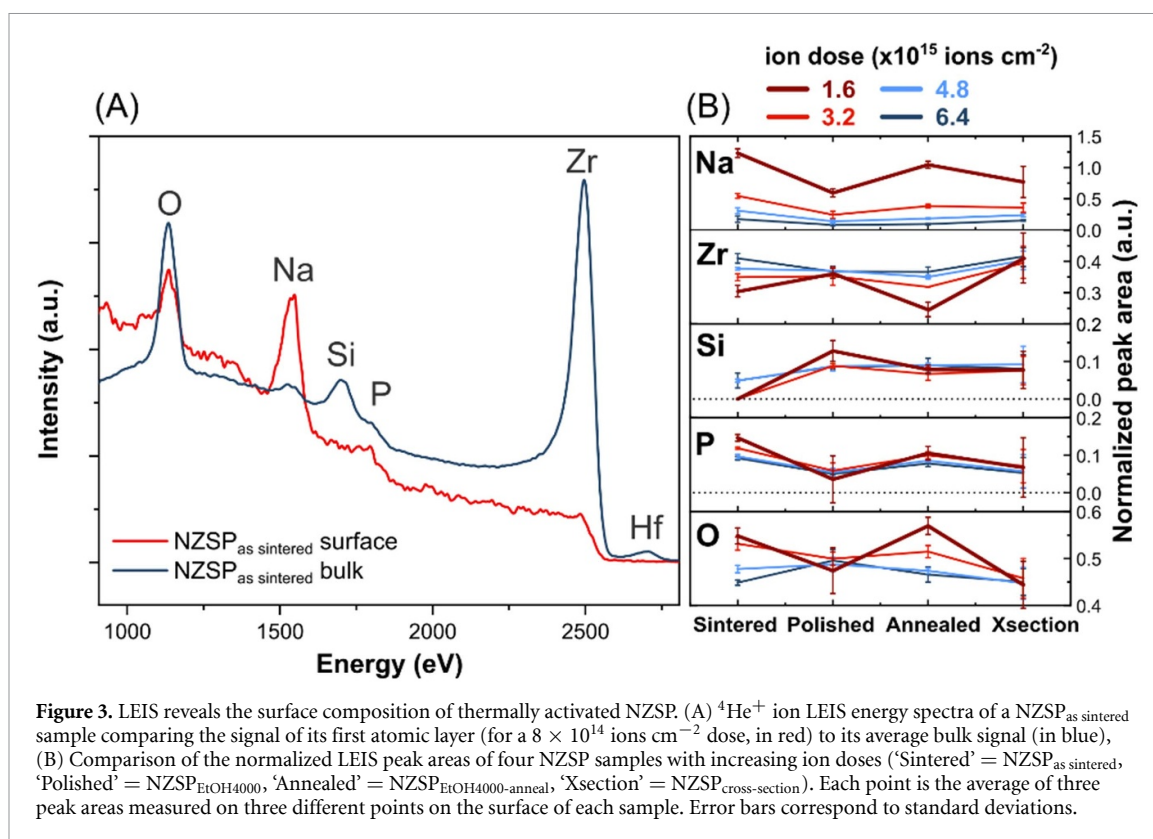 ion dose (x10¹⁵ ions cm⁻²)
1.6 4.8
3.2 6.4
(A)
(B)
O
Na
Si
P
Zr
Hf
Intensity (a.u.)
NZSPas sintered surface
NZSPas sintered bulk
1000 1500 2000 2500
Energy (eV)
Na
1.5
1.0
0.5
0.0
Zr
0.4
0.3
0.2
Si
0.1
0.0
P
0.2
0.1
0.0
O
0.6
0.5
0.4
Normalized peak area (a.u.)
Sintered Polished Annealed Xsection
Figure 3. LEIS reveals the surface composition of thermally activated NZSP. (A) ⁴He⁺ ion LEIS energy spectra of a NZSPas sintered
sample comparing the signal of its first atomic layer (for a 8 × 10¹⁴ ions cm⁻² dose, in red) to its average bulk signal (in blue),
(B) Comparison of the normalized LEIS peak areas of four NZSP samples with increasing ion doses (‘Sintered’ = NZSPas sintered,
‘Polished’ = NZSPEtOH4000, ‘Annealed’ = NZSPEtOH4000-anneal, ‘Xsection’ = NZSPcross-section). Each point is the average of three
peak areas measured on three different points on the surface of each sample. Error bars correspond to standard deviations.